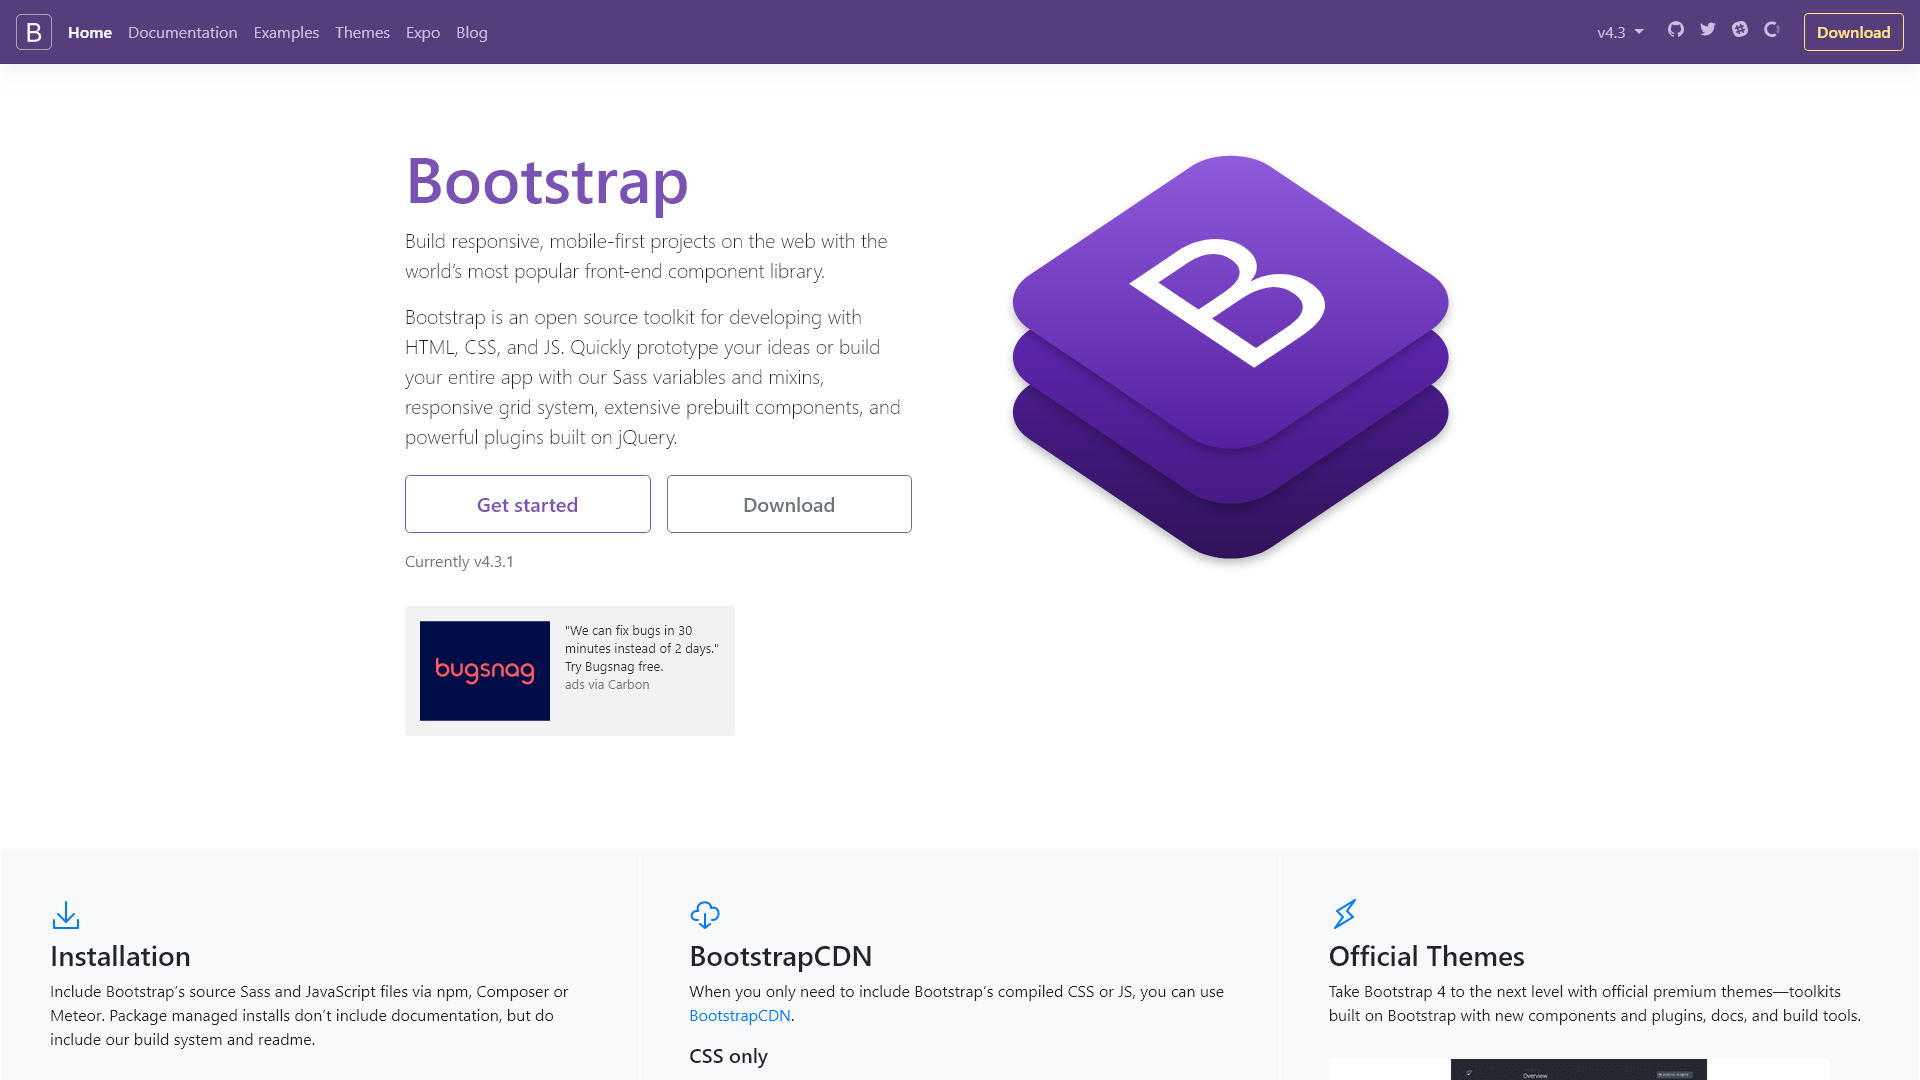 B Home Documentation Examples Themes Expo Blog v4.3 Download
Bootstrap
Build responsive, mobile-first projects on the web with the
world’s most popular front-end component library.
Bootstrap is an open source toolkit for developing with
HTML, CSS, and JS. Quickly prototype your ideas or build
your entire app with our Sass variables and mixins,
responsive grid system, extensive prebuilt components, and
powerful plugins built on jQuery.
Get started Download
Currently v4.3.1
B
bugsnag
"We can fix bugs in 30
minutes instead of 2 days."
Try Bugsnag free.
ads via Carbon
Installation
Include Bootstrap’s source Sass and JavaScript files via npm, Composer or
Meteor. Package managed installs don’t include documentation, but do
include our build system and readme.
BootstrapCDN
When you only need to include Bootstrap’s compiled CSS or JS, you can use
BootstrapCDN.
CSS only
Official Themes
Take Bootstrap 4 to the next level with official premium themes—toolkits
built on Bootstrap with new components and plugins, docs, and build tools.
Overview